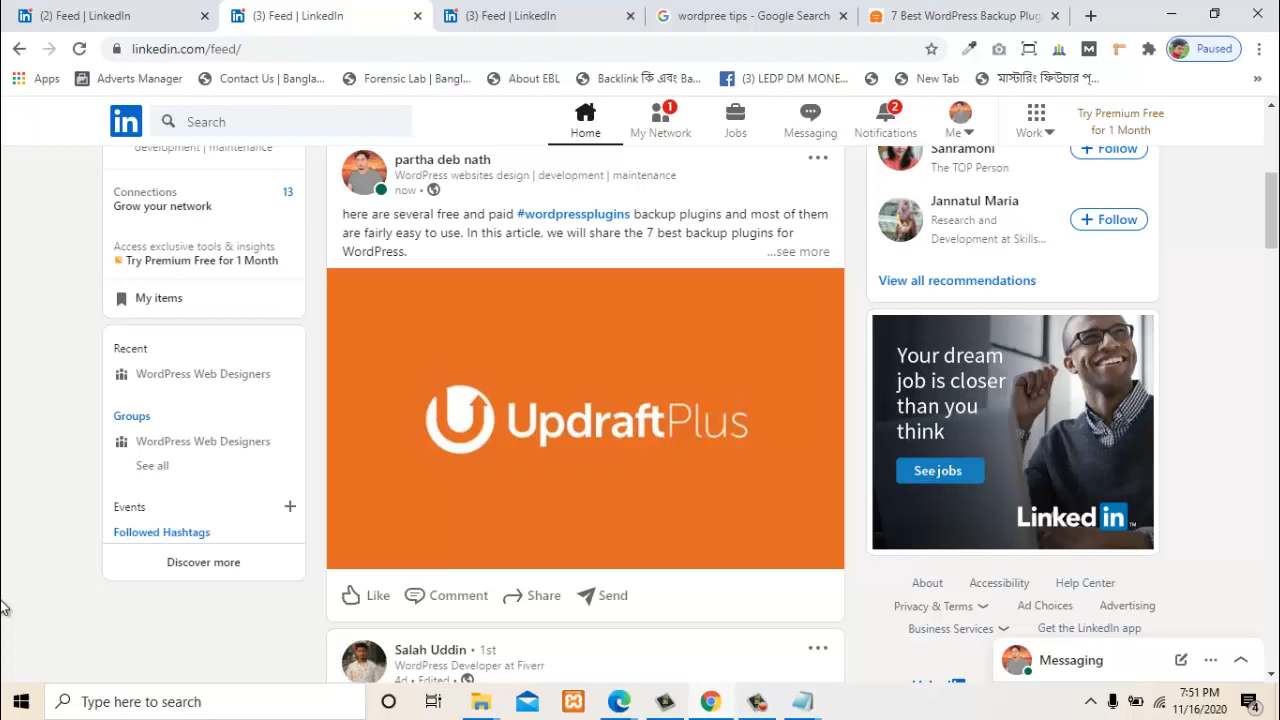 (2) Feed | LinkedIn
(3) Feed | LinkedIn
(3) Feed | LinkedIn
wordpree tips - Google Search
7 Best WordPress Backup Plug
linkedin.com/feed/
Paused
Apps
Adverts Manager
Contact Us | Bangla...
Forensic Lab | Bangl...
About EBL
Backlink কি এবং Ba...
(3) LEDP DM MONE...
New Tab
মাস্টারিং ফিউচার প্...
»
Search
Home
1
My Network
Jobs
Messaging
2
Notifications
Me
Work
Try Premium Free
for 1 Month
development | maintenance
Connections
13
Grow your network
Access exclusive tools & insights
Try Premium Free for 1 Month
My items
Recent
WordPress Web Designers
Groups
WordPress Web Designers
See all
Events
Followed Hashtags
Discover more
partha deb nath
WordPress websites design | development | maintenance
now •
here are several free and paid #wordpressplugins backup plugins and most of them
are fairly easy to use. In this article, we will share the 7 best backup plugins for
WordPress.
...see more
UpdraftPlus
Like
Comment
Share
Send
Salah Uddin • 1st
WordPress Developer at Fiverr
Ad • Edited •
Sanramoni
The TOP Person
+ Follow
Jannatul Maria
Research and
Development at Skills...
+ Follow
View all recommendations
Your dream
job is closer
than you
think
See jobs
Linked in
About
Accessibility
Help Center
Privacy & Terms
Ad Choices
Advertising
Business Services
Get the LinkedIn app
Messaging
Type here to search
7:51 PM
11/16/2020
4